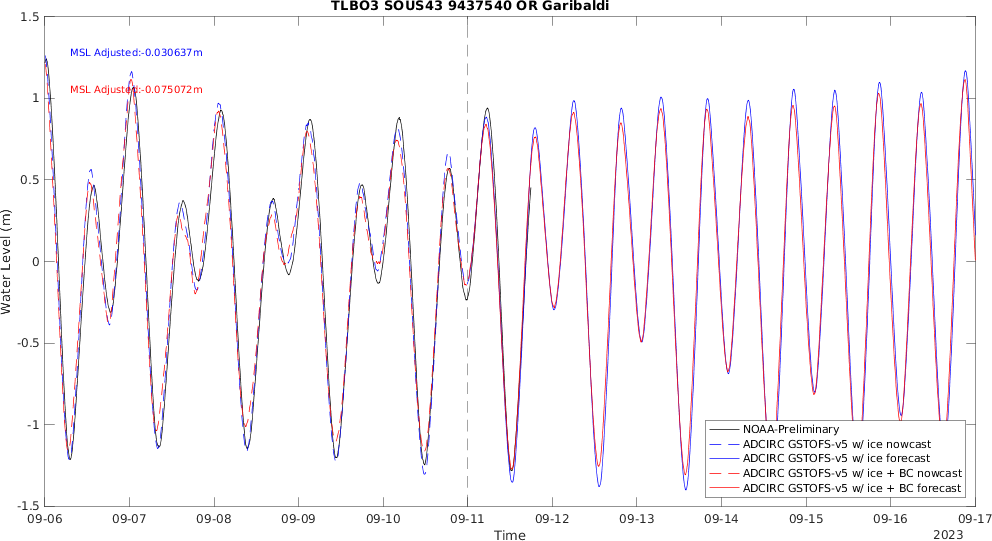 TLBO3 SOUS43 9437540 OR Garibaldi
MSL Adjusted:-0.030637m
MSL Adjusted:-0.075072m
Water Level (m)
1.5
1
0.5
0
-0.5
-1
-1.5
NOAA-Preliminary
ADCIRC GSTOFS-v5 w/ ice nowcast
ADCIRC GSTOFS-v5 w/ ice forecast
ADCIRC GSTOFS-v5 w/ ice + BC nowcast
ADCIRC GSTOFS-v5 w/ ice + BC forecast
09-06 09-07 09-08 09-09 09-10 09-11 09-12 09-13 09-14 09-15 09-16 09-17
Time
2023